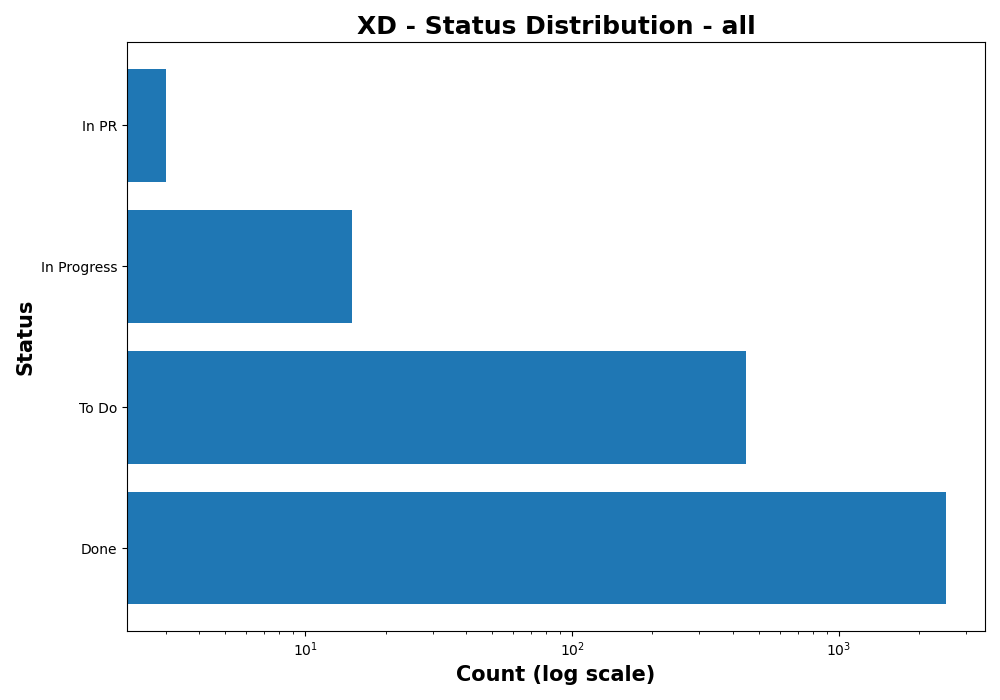 XD - Status Distribution - all
In PR
In Progress
To Do
Done
Status
10¹
10²
10³
Count (log scale)